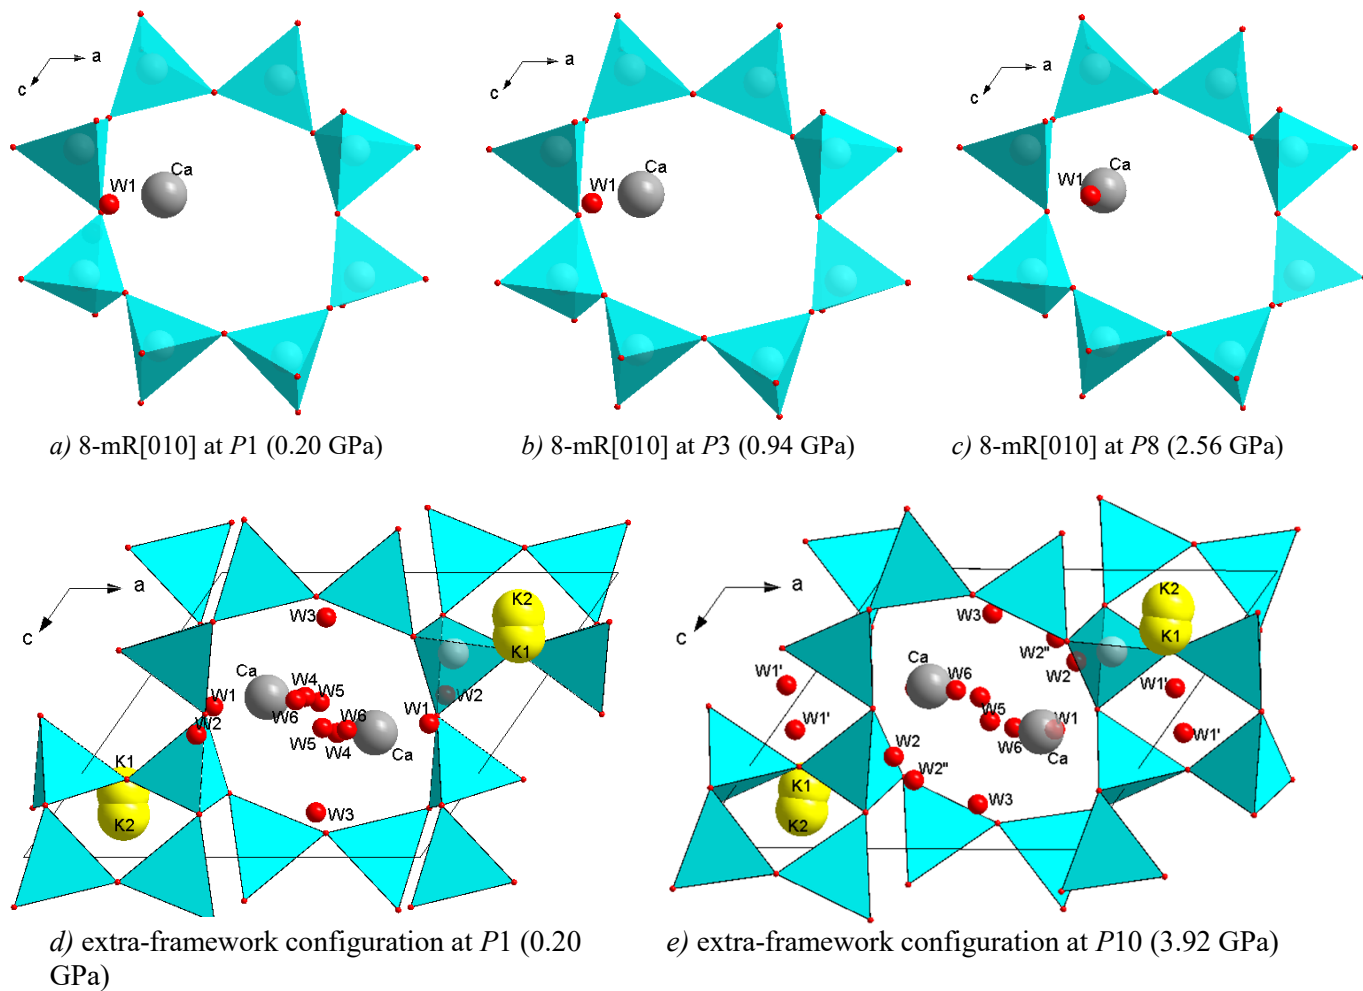 a
c
W1
Ca
a
c
W1
Ca
a
c
W1
Ca
a) 8-mR[010] at P1 (0.20 GPa)
b) 8-mR[010] at P3 (0.94 GPa)
c) 8-mR[010] at P8 (2.56 GPa)
a
c
W3
K2
K1
Ca
W4
W5
W1
W6
W2
W1
W2
W5
W4
W6
Ca
K1
K2
W3
a
c
W3
K2
K1
W2"
W2
Ca
W6
W1'
W1'
W5
W1'
W6
W1
Ca
W1'
W2
W2"
K1
K2
W3
d) extra-framework configuration at P1 (0.20
GPa)
e) extra-framework configuration at P10 (3.92 GPa)